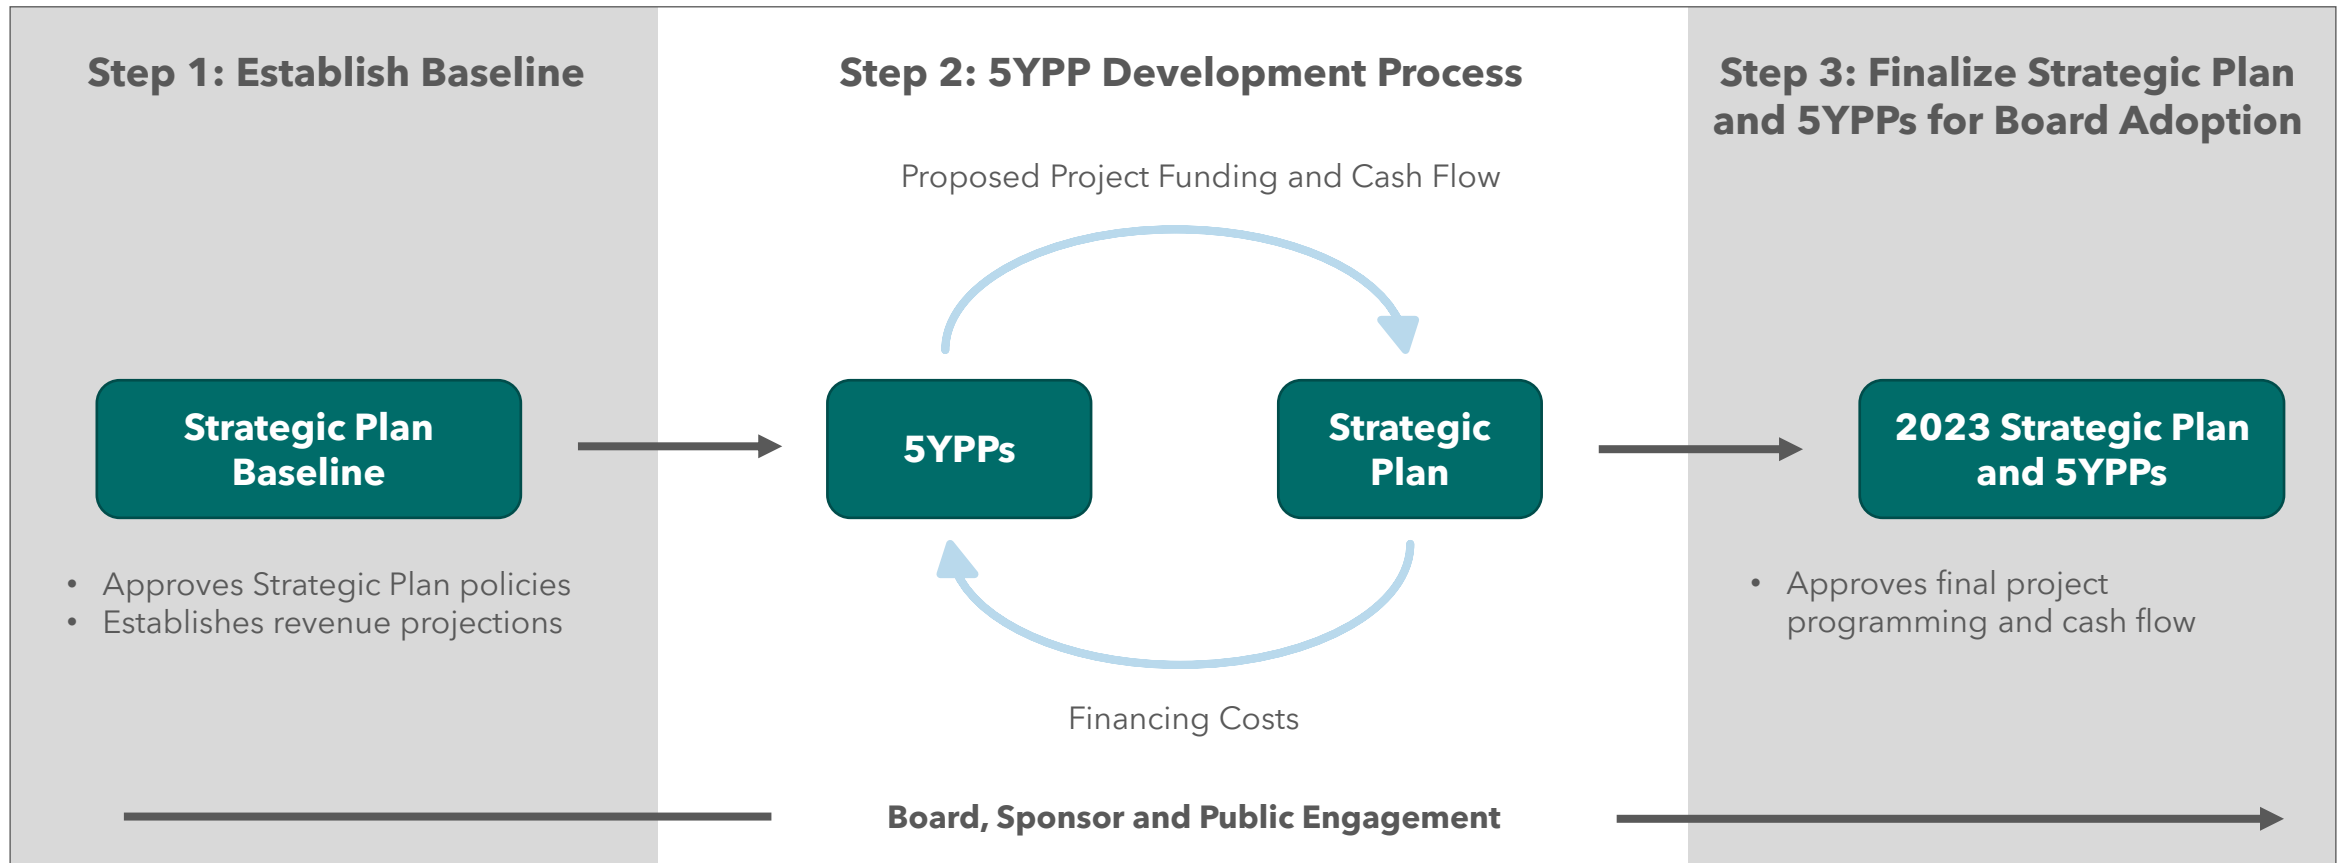 Step 1: Establish Baseline
Strategic Plan
Baseline
• Approves Strategic Plan policies
• Establishes revenue projections
Step 2: 5YPP Development Process
Proposed Project Funding and Cash Flow
5YPPs
Strategic
Plan
Financing Costs
Step 3: Finalize Strategic Plan
and 5YPPs for Board Adoption
2023 Strategic Plan
and 5YPPs
• Approves final project
programming and cash flow
Board, Sponsor and Public Engagement